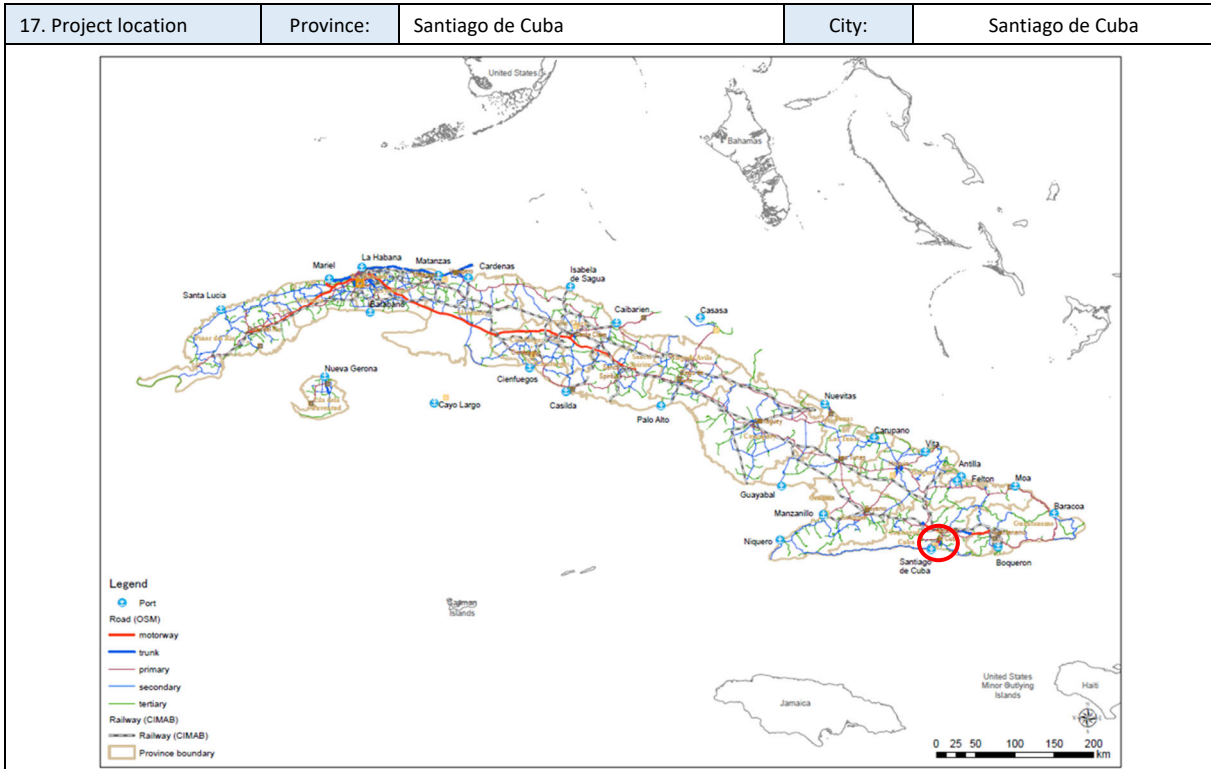 17. Project location Province: Santiago de Cuba City: Santiago de Cuba
United States
Bahamas
La Habana
Mariel
Matanzas
Cardenas
Isabela
de Sagua
Santa Lucia
Batabano
Caibarien
Casasa
Pinar del Rio
Nueva Gerona
Cienfuegos
Cayo Largo
Casilda
Palo Alto
Nuevitas
Carupano
Vita
Antilla
Felton
Moa
Guayabal
Manzanillo
Baracoa
Niquero
Santiago
de Cuba
Boqueron
Cayman
Islands
Jamaica
United States
Minor Outlying
Islands
Haiti
Legend
Port
Road (OSM)
motorway
trunk
primary
secondary
tertiary
Railway (CIMAB)
Railway (CIMAB)
Province boundary
0 25 50 100 150 200
km